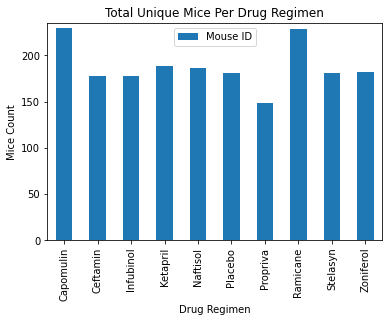 Total Unique Mice Per Drug Regimen
Mouse ID
Mice Count
200
150
100
50
0
Capomulin
Ceftamin
Infubinol
Ketapril
Naftisol
Placebo
Propriva
Ramicane
Stelasyn
Zoniferol
Drug Regimen